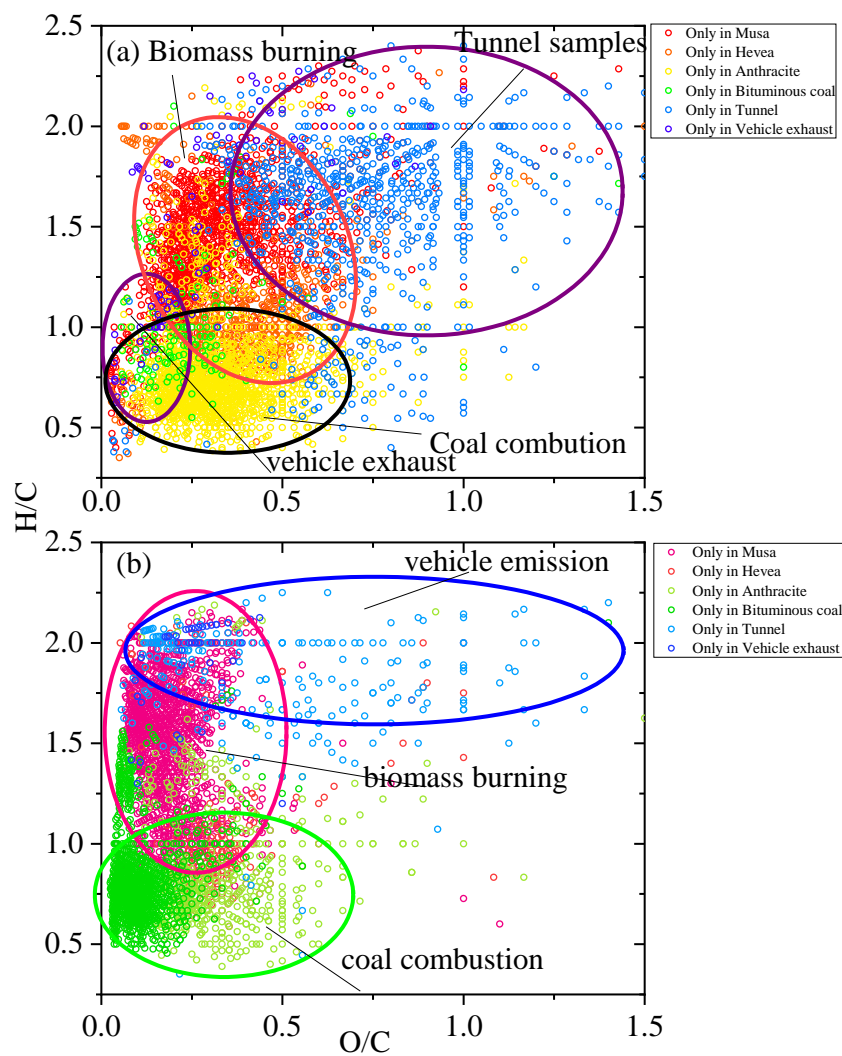 (a) Biomass burning
Tunnel samples
Coal combution
vehicle exhaust
2.5
2.0
1.5
1.0
0.5
0.0
0.5
1.0
1.5
Only in Musa
Only in Hevea
Only in Anthracite
Only in Bituminous coal
Only in Tunnel
Only in Vehicle exhaust
H/C
(b)
vehicle emission
biomass burning
coal combustion
2.5
2.0
1.5
1.0
0.5
0.0
0.5
1.0
1.5
O/C
Only in Musa
Only in Hevea
Only in Anthracite
Only in Bituminous coal
Only in Tunnel
Only in Vehicle exhaust